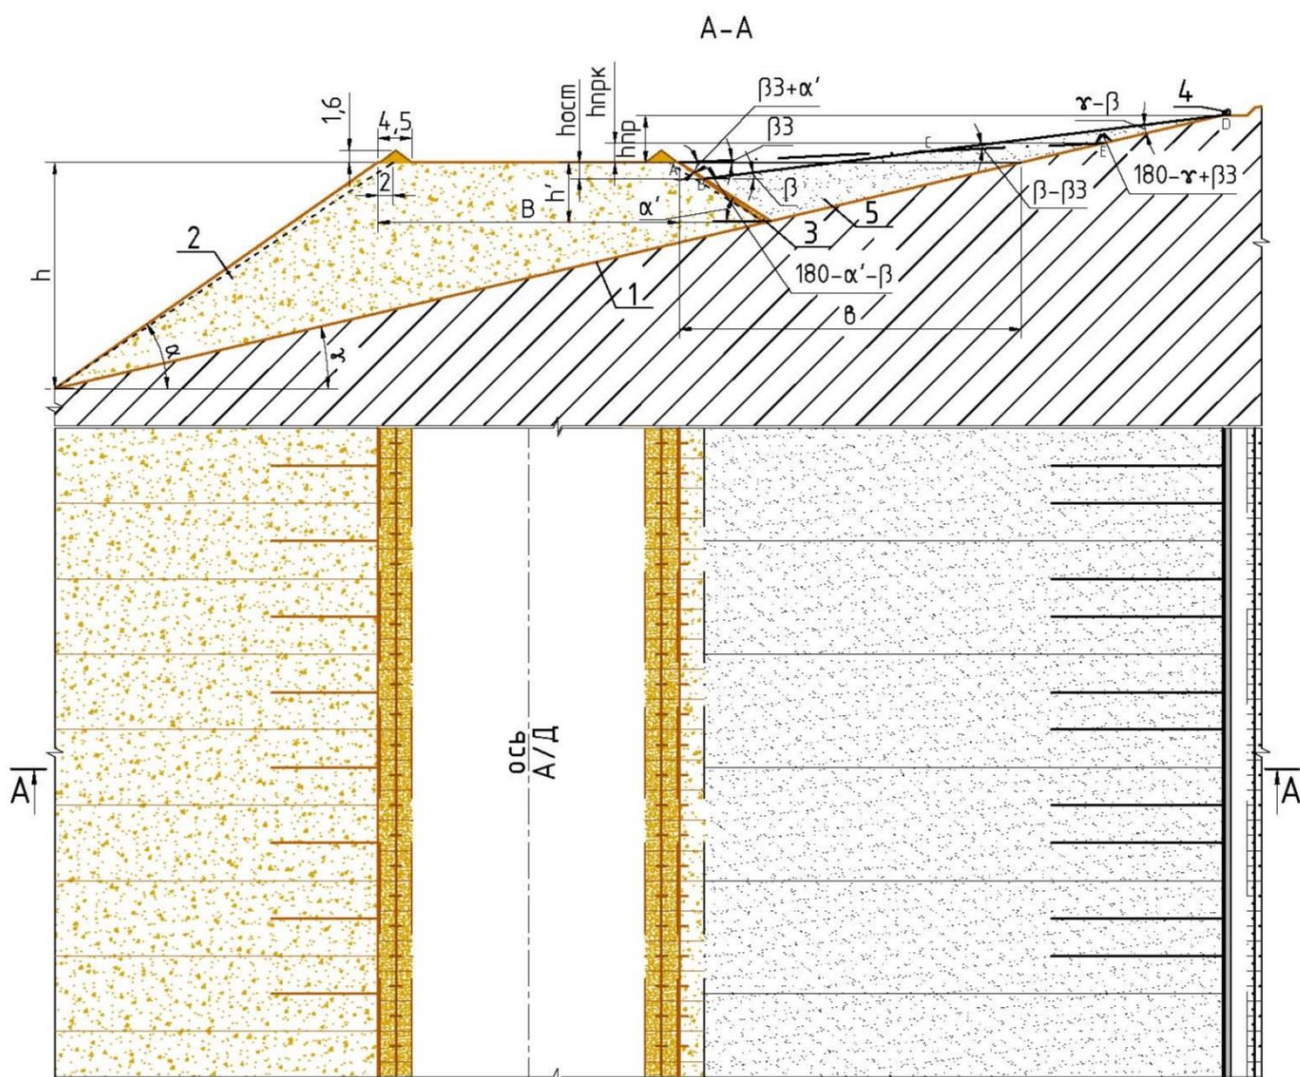 А-А
1,6
4,5
hост
hпрк
β3+α'
hпр
β3
ɤ-β
4
A
B
C
D
E
2
h'
B
α'
β
5
3
β-β3
180-ɤ+β3
180-α'-β
2
1
h
α
ɤ
в
ось
А/Д
А
А